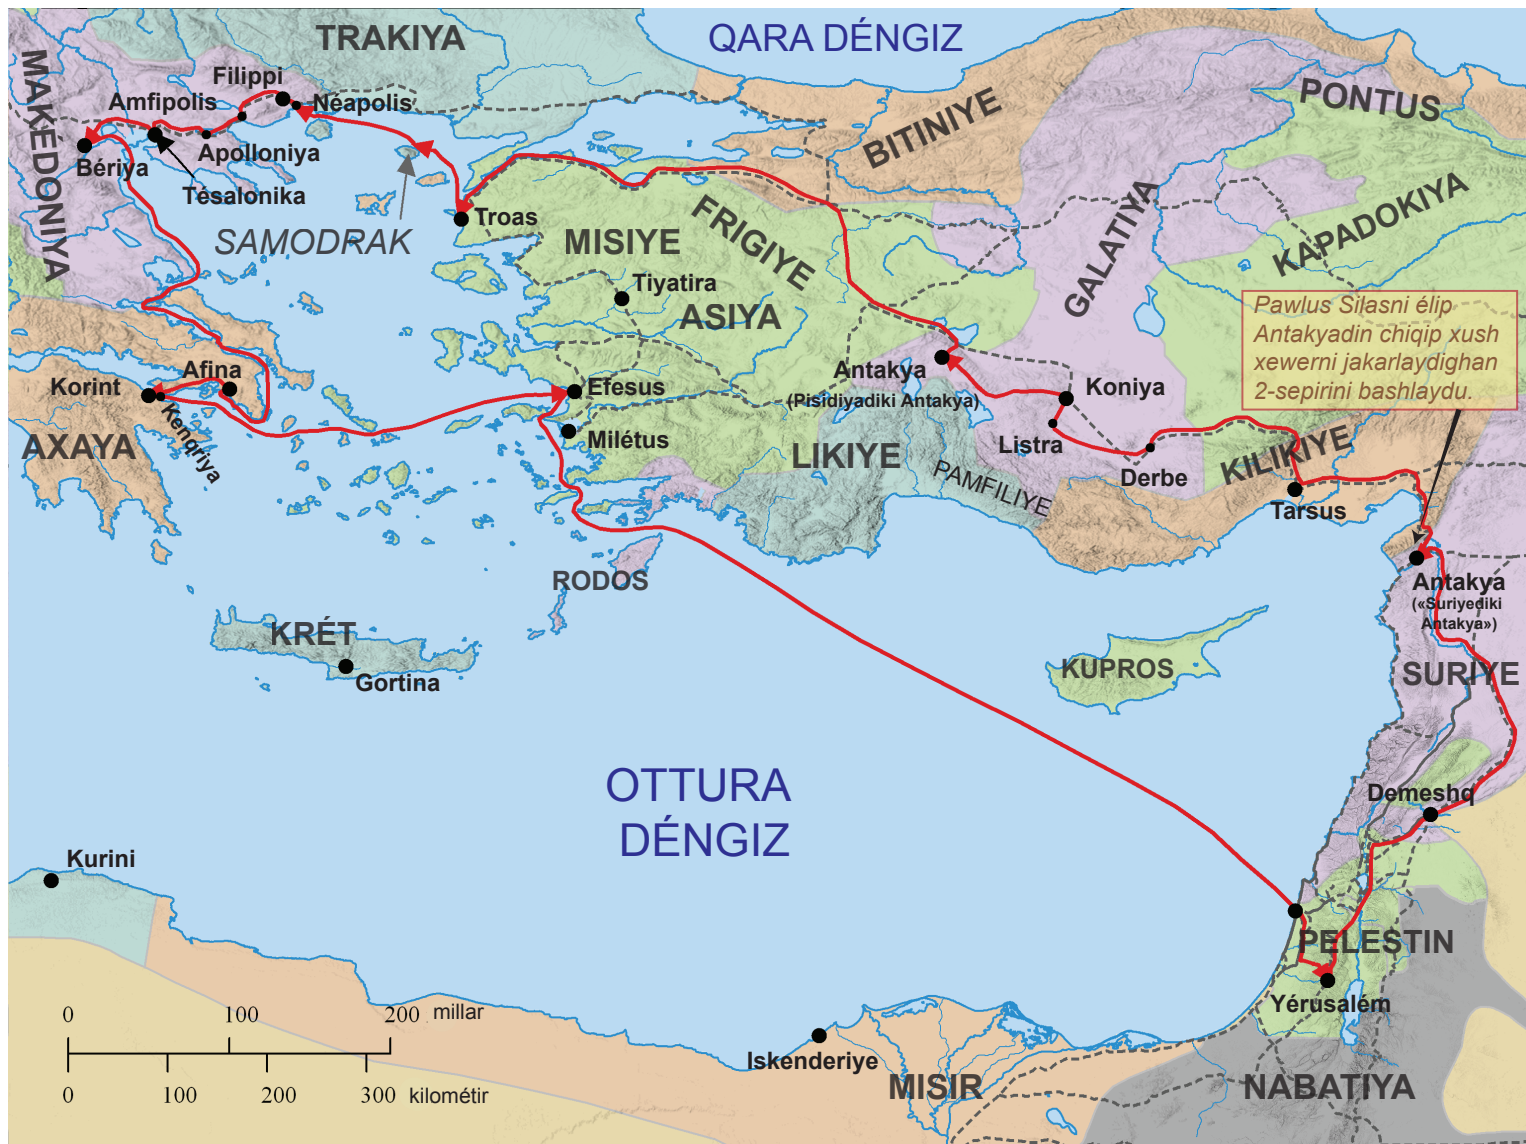 TRAKIYA
QARA DÉNGIZ
MAKÉDONIYA
Filippi
Amfipolis
Néapolis
Apolloniya
Bériya
Tésalonika
SAMODRAK
Troas
BITINIYE
PONTUS
GALATIYA
KAPADOKIYA
FRIGIYE
MISIYE
Tiyatira
ASIYA
Pawlus Silasni élip
Antakyadin chiqip xush
xewerni jakarlaydighan
2-sepirini bashlaydu.
Afina
Korint
Kenqriya
AXAYA
Efesus
Milétus
Antakya
(Pisidiyadiki Antakya)
Koniya
Listra
Derbe
LIKIYE
PAMFILIYE
KILIKIYE
Tarsus
Antakya
(«Suriyediki
Antakya»)
RODOS
KRÉT
Gortina
KUPROS
SURIYE
OTTURA
DÉNGIZ
Demeshq
Kurini
PELESTIN
Yérusalém
0 100 200 millar
0 100 200 300 kilométir
Iskenderiye
MISIR
NABATIYA